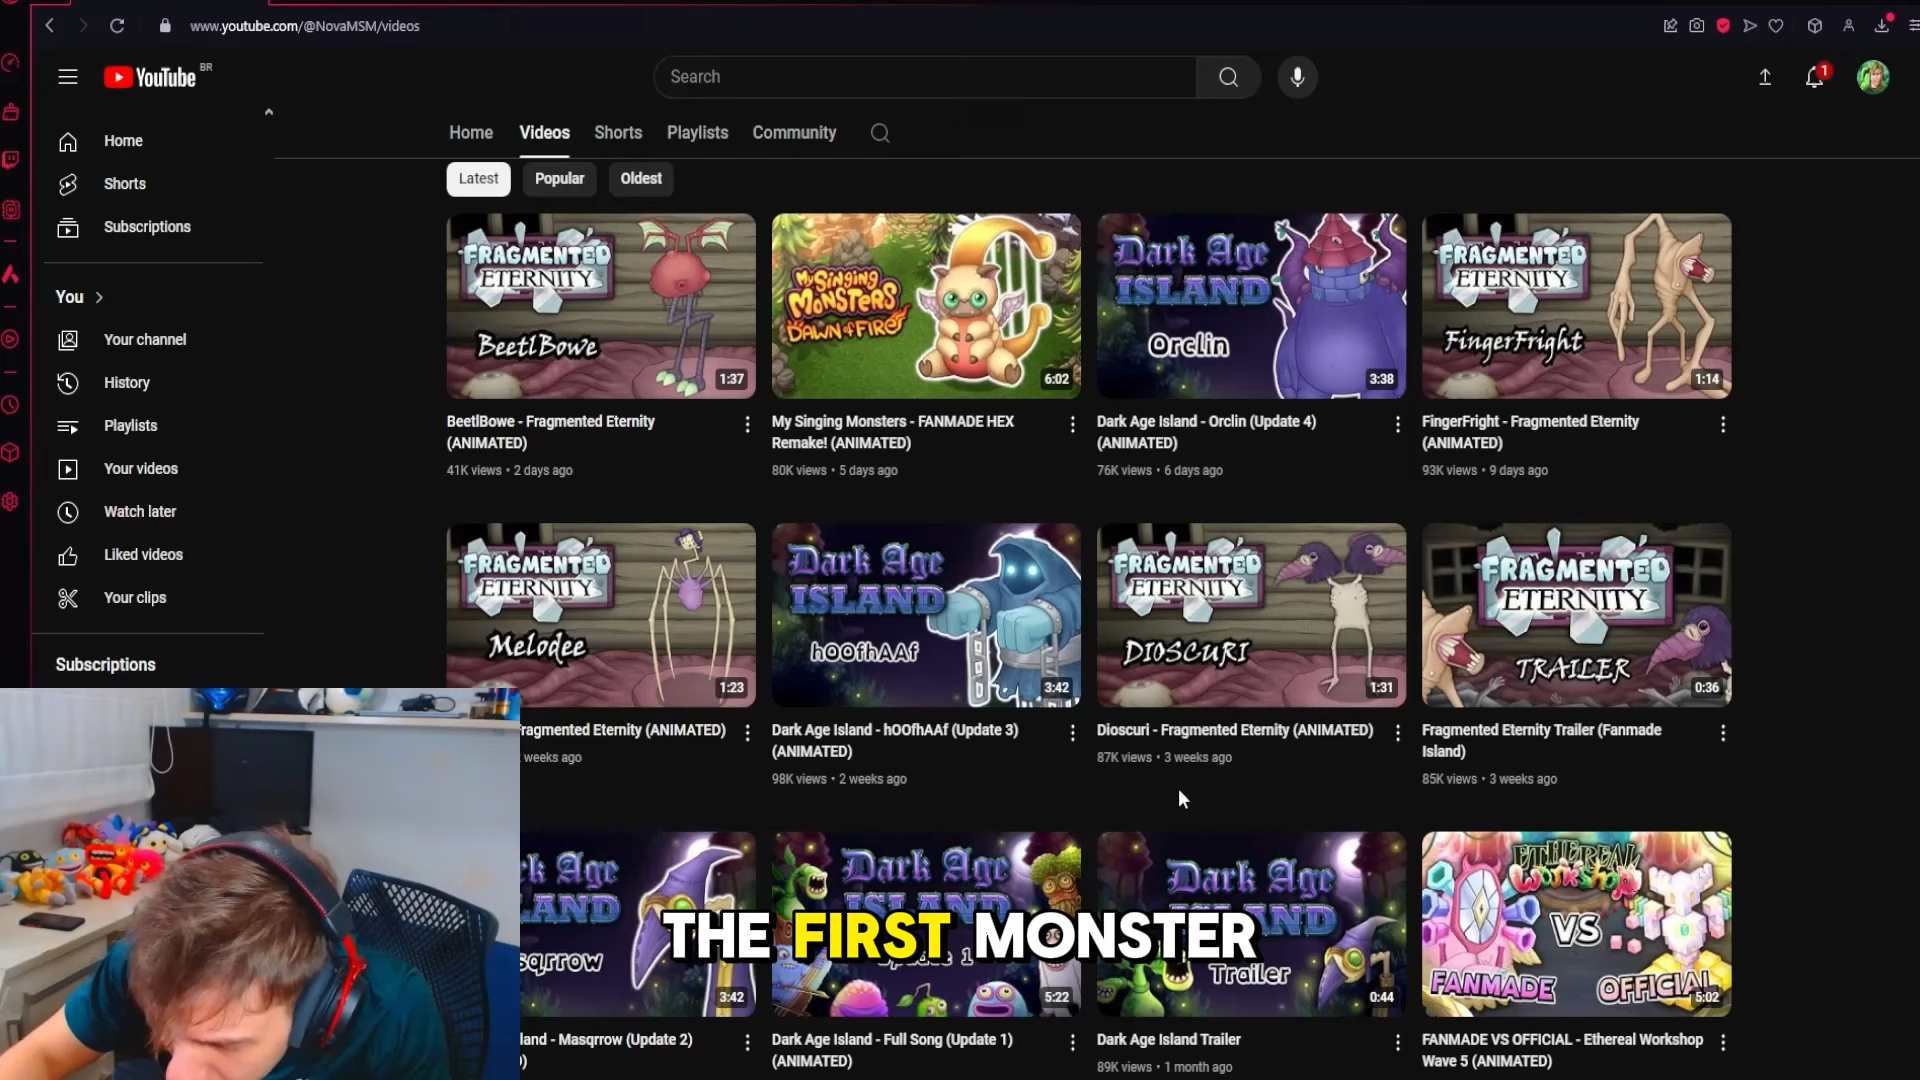 www.youtube.com/@NovaMSM/videos
YouTube BR
Search
1
Home
Shorts
Subscriptions
You
Your channel
History
Playlists
Your videos
Watch later
Liked videos
Your clips
Subscriptions
Home Videos Shorts Playlists Community
Latest Popular Oldest
FRAGMENTED
ETERNITY
BeetlBowe
1:37
BeetlBowe - Fragmented Eternity
(ANIMATED)
41K views • 2 days ago
My Singing
Monsters
DAWN of FIRE
6:02
My Singing Monsters - FANMADE HEX
Remake! (ANIMATED)
80K views • 5 days ago
Dark Age
ISLAND
Orclin
3:38
Dark Age Island - Orclin (Update 4)
(ANIMATED)
76K views • 6 days ago
FRAGMENTED
ETERNITY
FingerFright
1:14
FingerFright - Fragmented Eternity
(ANIMATED)
93K views • 9 days ago
FRAGMENTED
ETERNITY
Melodee
1:23
ragmented Eternity (ANIMATED)
weeks ago
Dark Age
ISLAND
hOOfhAAf
3:42
Dark Age Island - hOOfhAAf (Update 3)
(ANIMATED)
98K views • 2 weeks ago
FRAGMENTED
ETERNITY
DIOSCURI
1:31
Dioscuri - Fragmented Eternity (ANIMATED)
87K views • 3 weeks ago
FRAGMENTED
ETERNITY
TRAILER
0:36
Fragmented Eternity Trailer (Fanmade
Island)
85K views • 3 weeks ago
rk Age
LAND
sqrrow
3:42
land - Masqrrow (Update 2)
Dark Age
ISLAND
5:22
Dark Age Island - Full Song (Update 1)
(ANIMATED)
Dark Age
ISLAND
Trailer
0:44
Dark Age Island Trailer
89K views • 1 month ago
ETHEREAL
WORKSHOP
VS
FANMADE OFFICIAL
5:02
FANMADE VS OFFICIAL - Ethereal Workshop
Wave 5 (ANIMATED)
THE FIRST MONSTER